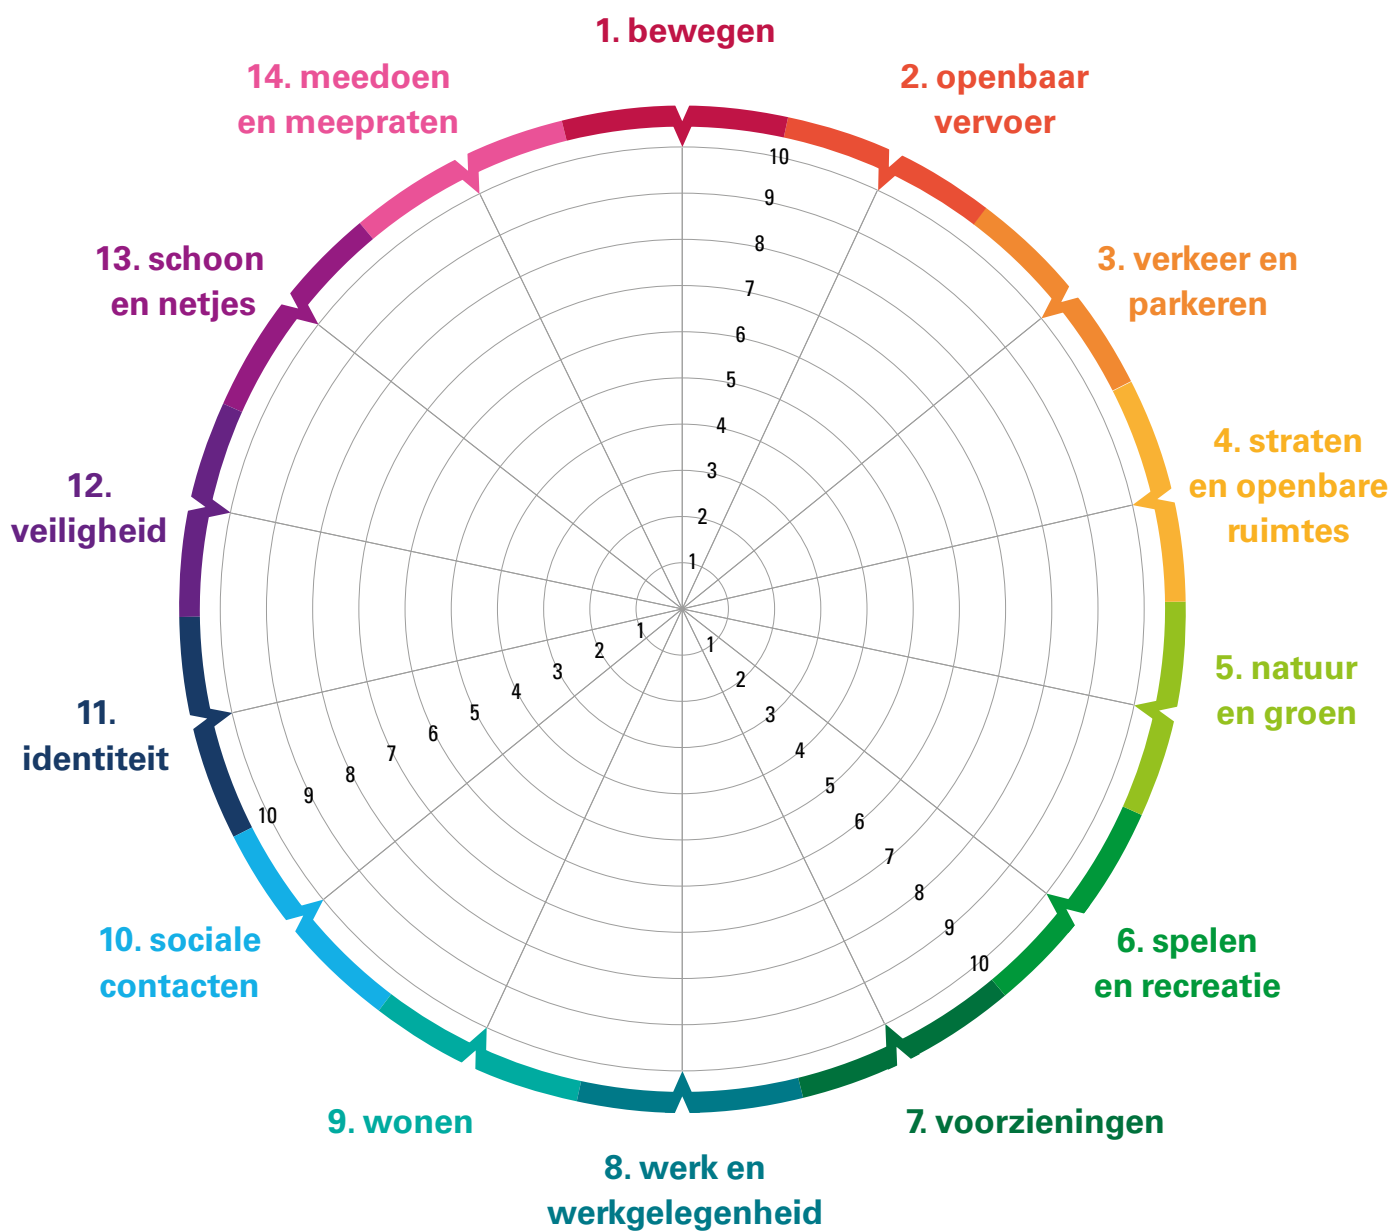 1. bewegen
2. openbaar
vervoer
3. verkeer en
parkeren
4. straten
en openbare
ruimtes
5. natuur
en groen
6. spelen
en recreatie
7. voorzieningen
8. werk en
werkgelegenheid
9. wonen
10. sociale
contacten
11.
identiteit
12.
veiligheid
13. schoon
en netjes
14. meedoen
en meepraten
10
9
8
7
6
5
4
3
2
1
1
2
3
4
5
6
7
8
9
10
1
2
3
4
5
6
7
8
9
10